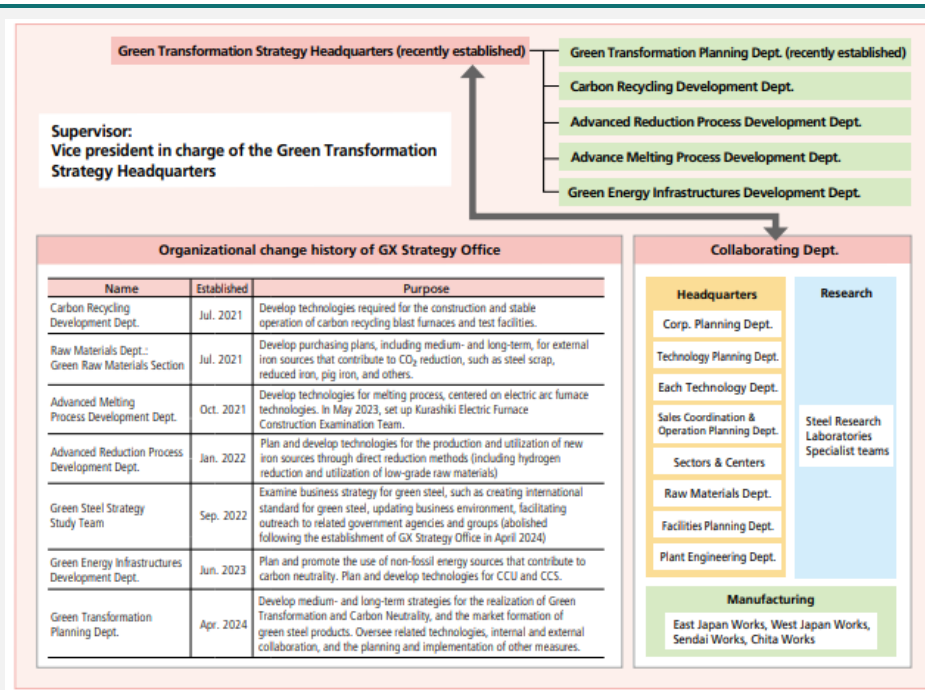 Green Transformation Strategy Headquarters (recently established)
Green Transformation Planning Dept. (recently established)
Carbon Recycling Development Dept.
Advanced Reduction Process Development Dept.
Advance Melting Process Development Dept.
Green Energy Infrastructures Development Dept.
Supervisor:
Vice president in charge of the Green Transformation
Strategy Headquarters
Organizational change history of GX Strategy Office
Name Established Purpose
Carbon Recycling
Development Dept.
Jul. 2021
Develop technologies required for the construction and stable
operation of carbon recycling blast furnaces and test facilities.
Raw Materials Dept.:
Green Raw Materials Section
Jul. 2021
Develop purchasing plans, including medium- and long-term, for external
iron sources that contribute to CO₂ reduction, such as steel scrap,
reduced iron, pig iron, and others.
Advanced Melting
Process Development Dept.
Oct. 2021
Develop technologies for melting process, centered on electric arc furnace
technologies. In May 2023, set up Kurashiki Electric Furnace
Construction Examination Team.
Advanced Reduction Process
Development Dept.
Jan. 2022
Plan and develop technologies for the production and utilization of new
iron sources through direct reduction methods (including hydrogen
reduction and utilization of low-grade raw materials)
Green Steel Strategy
Study Team
Sep. 2022
Examine business strategy for green steel, such as creating international
standard for green steel, updating business environment, facilitating
outreach to related government agencies and groups (abolished
following the establishment of GX Strategy Office in April 2024)
Green Energy Infrastructures
Development Dept.
Jun. 2023
Plan and promote the use of non-fossil energy sources that contribute to
carbon neutrality. Plan and develop technologies for CCU and CCS.
Green Transformation
Planning Dept.
Apr. 2024
Develop medium- and long-term strategies for the realization of Green
Transformation and Carbon Neutrality, and the market formation of
green steel products. Oversee related technologies, internal and external
collaboration, and the planning and implementation of other measures.
Collaborating Dept.
Headquarters
Corp. Planning Dept.
Technology Planning Dept.
Each Technology Dept.
Sales Coordination &
Operation Planning Dept.
Sectors & Centers
Raw Materials Dept.
Facilities Planning Dept.
Plant Engineering Dept.
Research
Steel Research
Laboratories
Specialist teams
Manufacturing
East Japan Works, West Japan Works,
Sendai Works, Chita Works